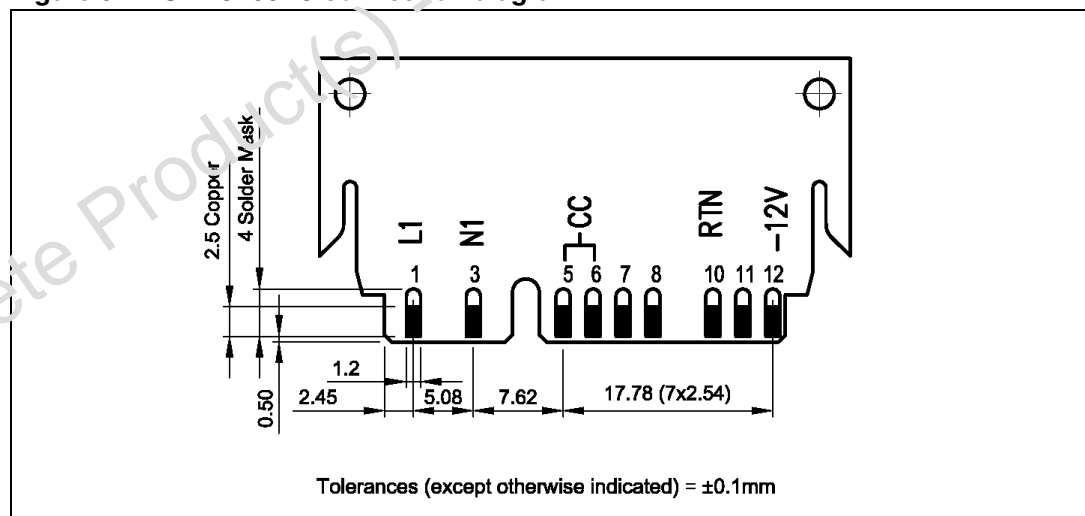 2.5 Copper
4 Solder Mask
L1
N1
CC
RTN
–12V
1
3
5
6
7
8
10
11
12
0.50
1.2
2.45
5.08
7.62
17.78 (7x2.54)
Tolerances (except otherwise indicated) = ±0.1mm
ete Product(s)